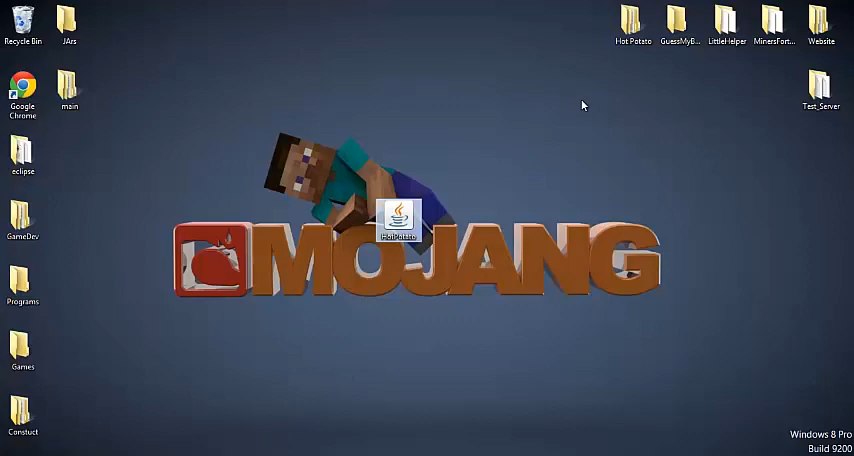 Recycle Bin
JArs
Hot Potato
GuessMyB...
LittleHelper
MinersFort...
Website
Google
Chrome
main
Test_Server
eclipse
GameDev
HotPotato
MOJANG
Programs
Games
Constuct
Windows 8 Pro
Build 9200